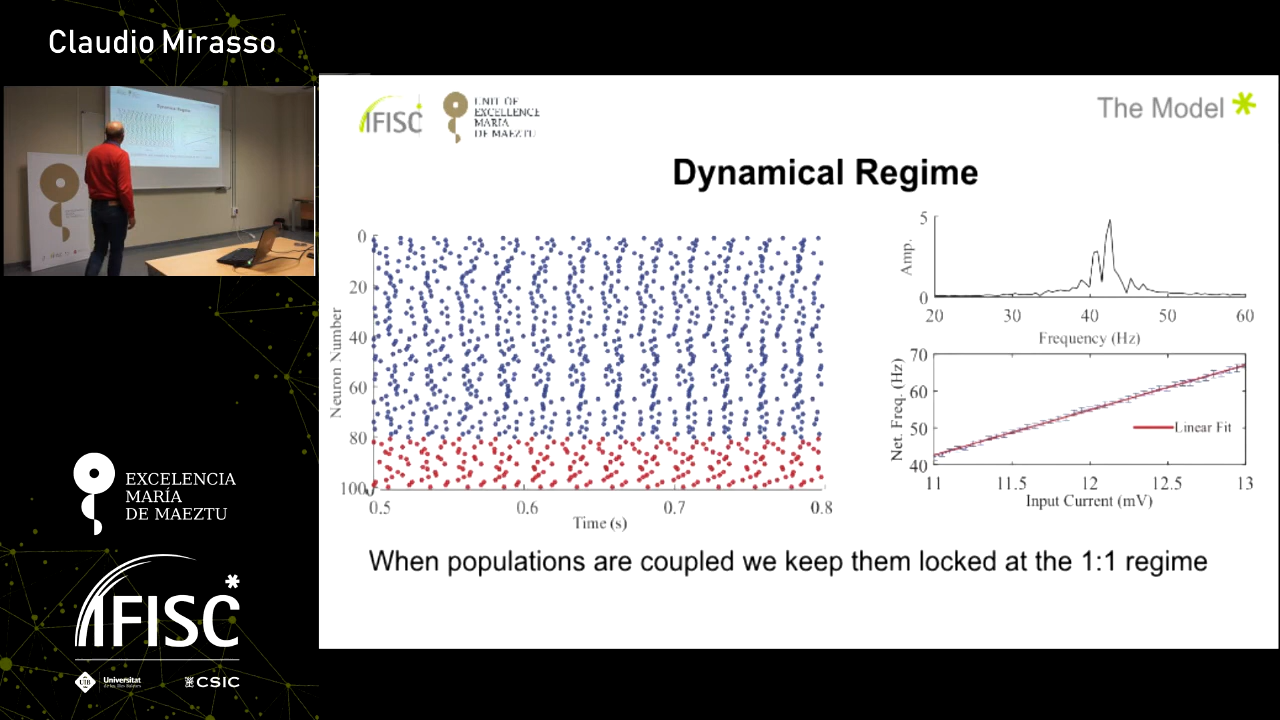 Claudio Mirasso
IFISC
UNIT OF
EXCELLENCE
MARÍA
DE MAEZTU
The Model
Dynamical Regime
0
20
40
60
80
100
Neuron Number
0.5
0.6
0.7
0.8
Time (s)
5
0
Amp.
20
30
40
50
60
Frequency (Hz)
70
60
50
40
Net. Freq. (Hz)
Linear Fit
11
11.5
12
12.5
13
Input Current (mV)
When populations are coupled we keep them locked at the 1:1 regime
EXCELENCIA
MARÍA
DE MAEZTU
IFISC
UIB
Universitat
de les Illes Balears
CSIC